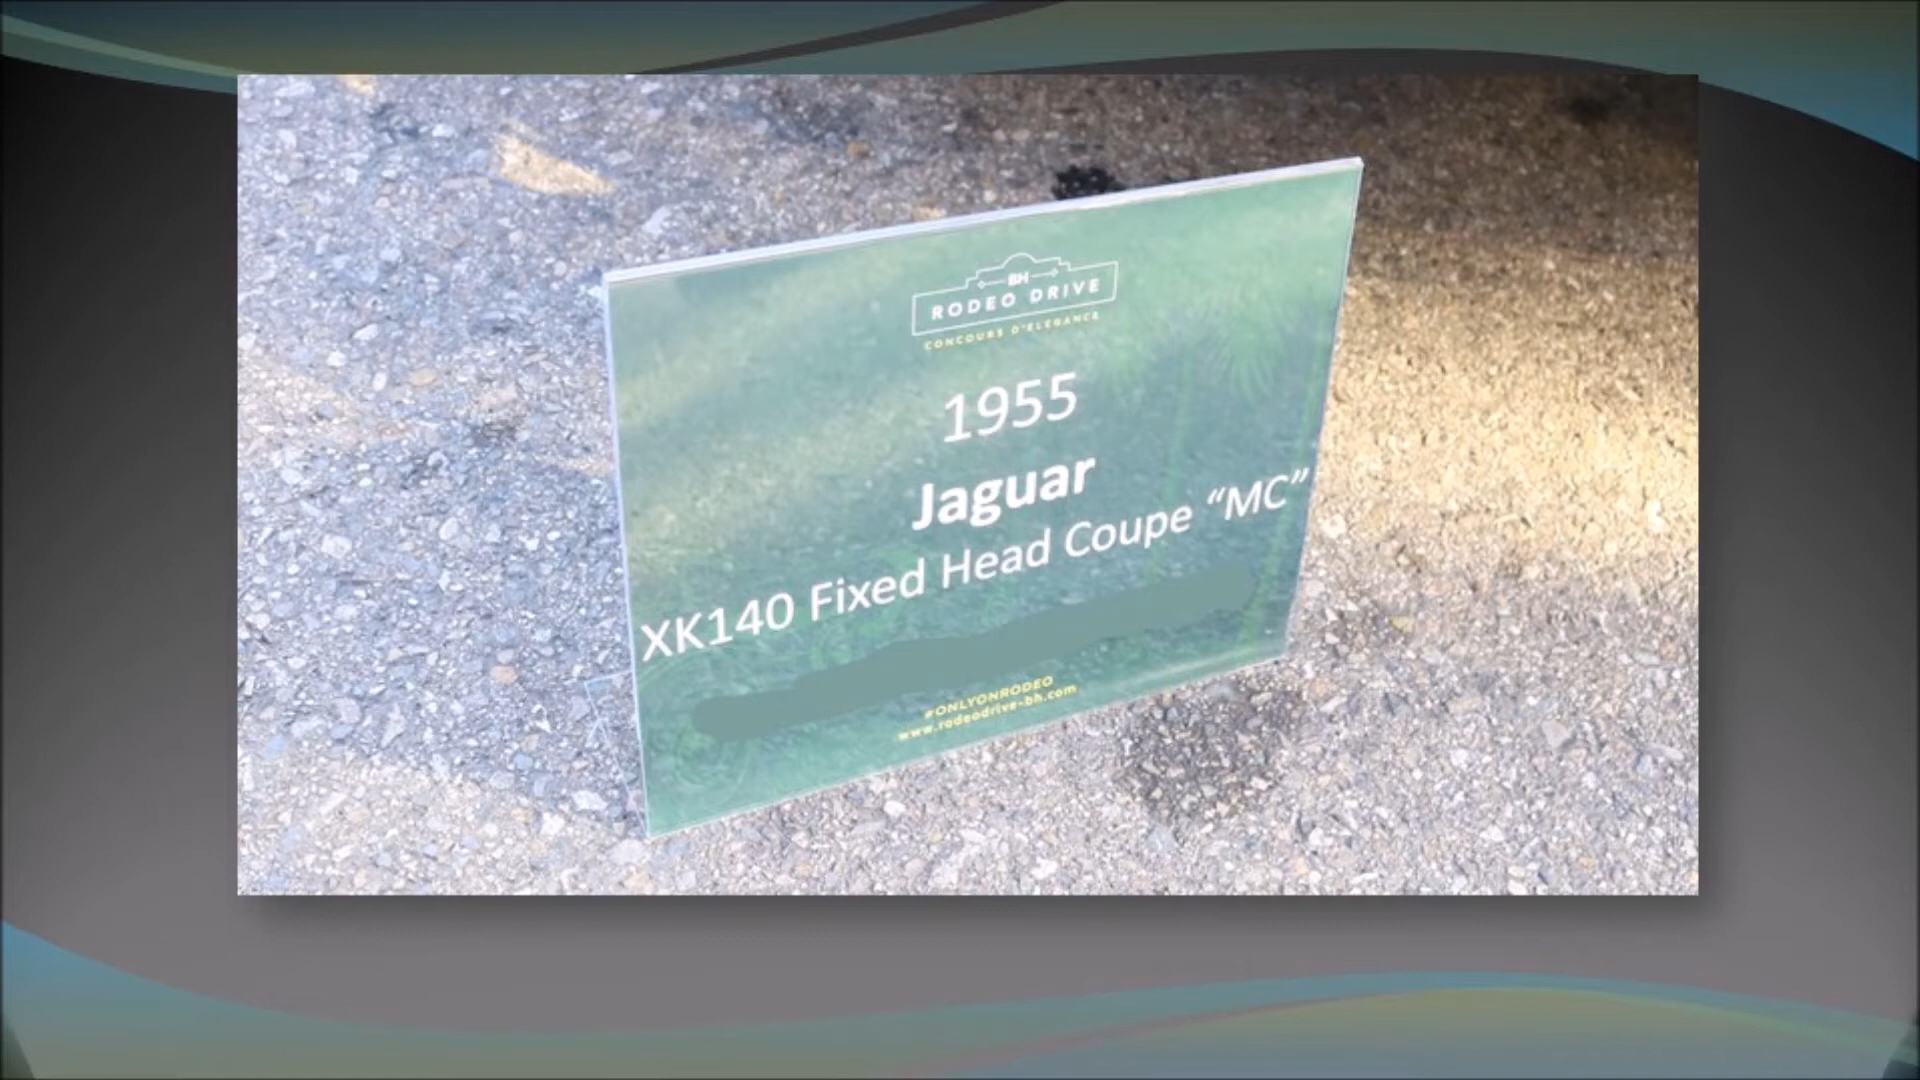 BH
RODEO DRIVE
CONCOURS D'ELEGANCE
1955
Jaguar
XK140 Fixed Head Coupe “MC”
#ONLYONRODEO
www.rodeodrive-bh.com